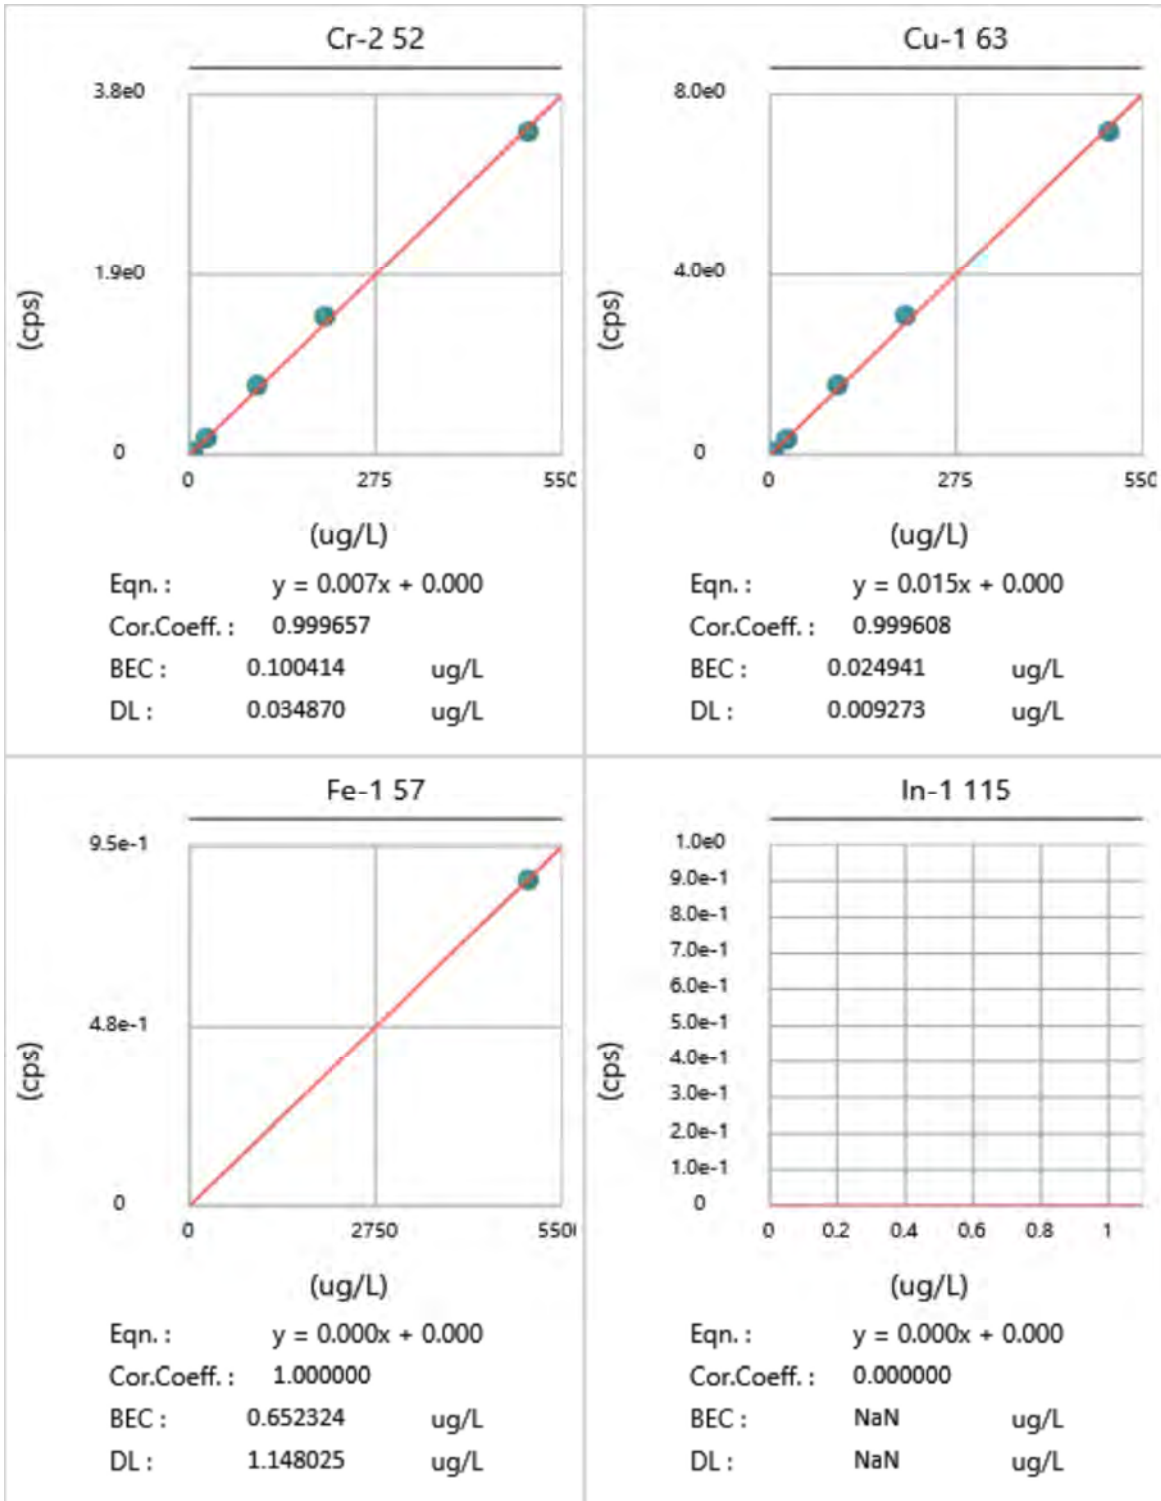 Cr-2 52
3.8e0
1.9e0
0
(cps)
0 275 550
(ug/L)
Eqn. : y = 0.007x + 0.000
Cor.Coeff. : 0.999657
BEC : 0.100414 ug/L
DL : 0.034870 ug/L
Cu-1 63
8.0e0
4.0e0
0
(cps)
0 275 550
(ug/L)
Eqn. : y = 0.015x + 0.000
Cor.Coeff. : 0.999608
BEC : 0.024941 ug/L
DL : 0.009273 ug/L
Fe-1 57
9.5e-1
4.8e-1
0
(cps)
0 2750 5500
(ug/L)
Eqn. : y = 0.000x + 0.000
Cor.Coeff. : 1.000000
BEC : 0.652324 ug/L
DL : 1.148025 ug/L
In-1 115
1.0e0
9.0e-1
8.0e-1
7.0e-1
6.0e-1
5.0e-1
4.0e-1
3.0e-1
2.0e-1
1.0e-1
0
(cps)
0 0.2 0.4 0.6 0.8 1
(ug/L)
Eqn. : y = 0.000x + 0.000
Cor.Coeff. : 0.000000
BEC : NaN ug/L
DL : NaN ug/L